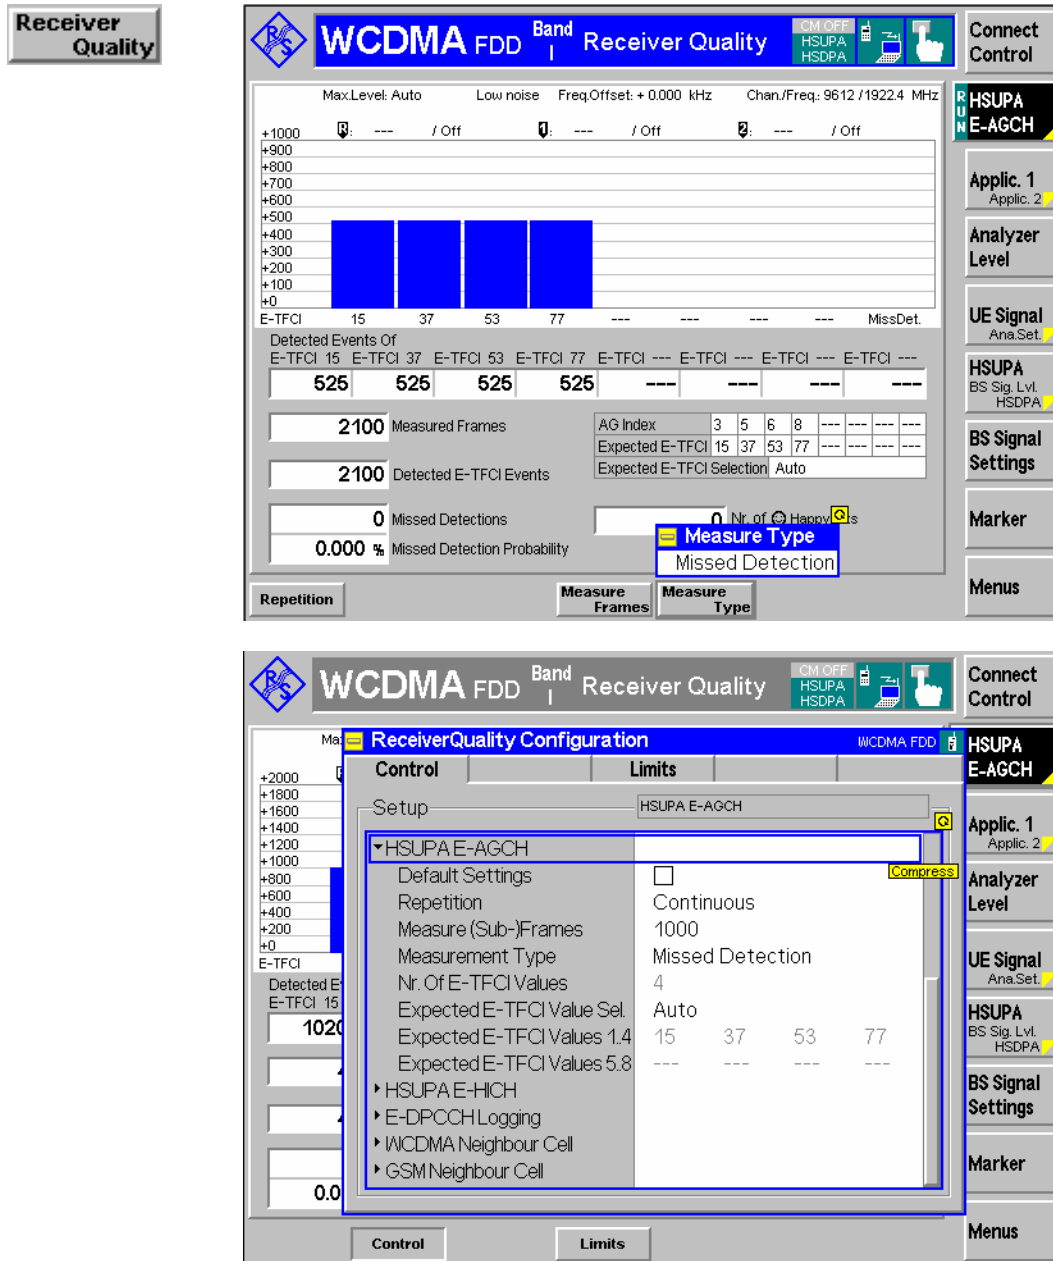 Receiver
Quality
R S
WCDMA FDD Band I Receiver Quality
CM OFF
HSUPA
HSDPA
Connect
Control
Max.Level: Auto Low noise Freq.Offset: + 0.000 kHz Chan./Freq.: 9612 / 1922.4 MHz
RUN
HSUPA
E-AGCH
R: --- / Off 1: --- / Off 2: --- / Off
+1000
+900
+800
+700
+600
+500
+400
+300
+200
+100
+0
E-TFCI 15 37 53 77 --- --- --- --- MissDet.
Applic. 1
Applic. 2
Analyzer
Level
UE Signal
Ana.Set.
HSUPA
BS Sig. Lvl.
HSDPA
BS Signal
Settings
Marker
Menus
Detected Events Of
E-TFCI 15 E-TFCI 37 E-TFCI 53 E-TFCI 77 E-TFCI --- E-TFCI --- E-TFCI --- E-TFCI ---
525 525 525 525 --- --- --- ---
2100 Measured Frames
AG Index 3 5 6 8 --- --- --- ---
Expected E-TFCI 15 37 53 77 --- --- --- ---
Expected E-TFCI Selection Auto
2100 Detected E-TFCI Events
0 Missed Detections
0 Nr. of Happy
0.000 % Missed Detection Probability
Measure Type
Missed Detection
Repetition
Measure
Frames
Measure
Type
R S
WCDMA FDD Band I Receiver Quality
CM OFF
HSUPA
HSDPA
Connect
Control
ReceiverQuality Configuration WCDMA FDD
HSUPA
E-AGCH
Control Limits
Setup HSUPA E-AGCH
HSUPA E-AGCH
Compress
Default Settings
Repetition Continuous
Measure (Sub-)Frames 1000
Measurement Type Missed Detection
Nr. Of E-TFCI Values 4
Expected E-TFCI Value Sel. Auto
Expected E-TFCI Values 1..4 15 37 53 77
Expected E-TFCI Values 5..8 --- --- --- ---
HSUPA E-HICH
E-DPCCH Logging
WCDMA Neighbour Cell
GSM Neighbour Cell
+2000
+1800
+1600
+1400
+1200
+1000
+800
+600
+400
+200
+0
E-TFCI
E-TFCI 15
Applic. 1
Applic. 2
Analyzer
Level
UE Signal
Ana.Set.
HSUPA
BS Sig. Lvl.
HSDPA
BS Signal
Settings
Marker
Menus
Control
Limits